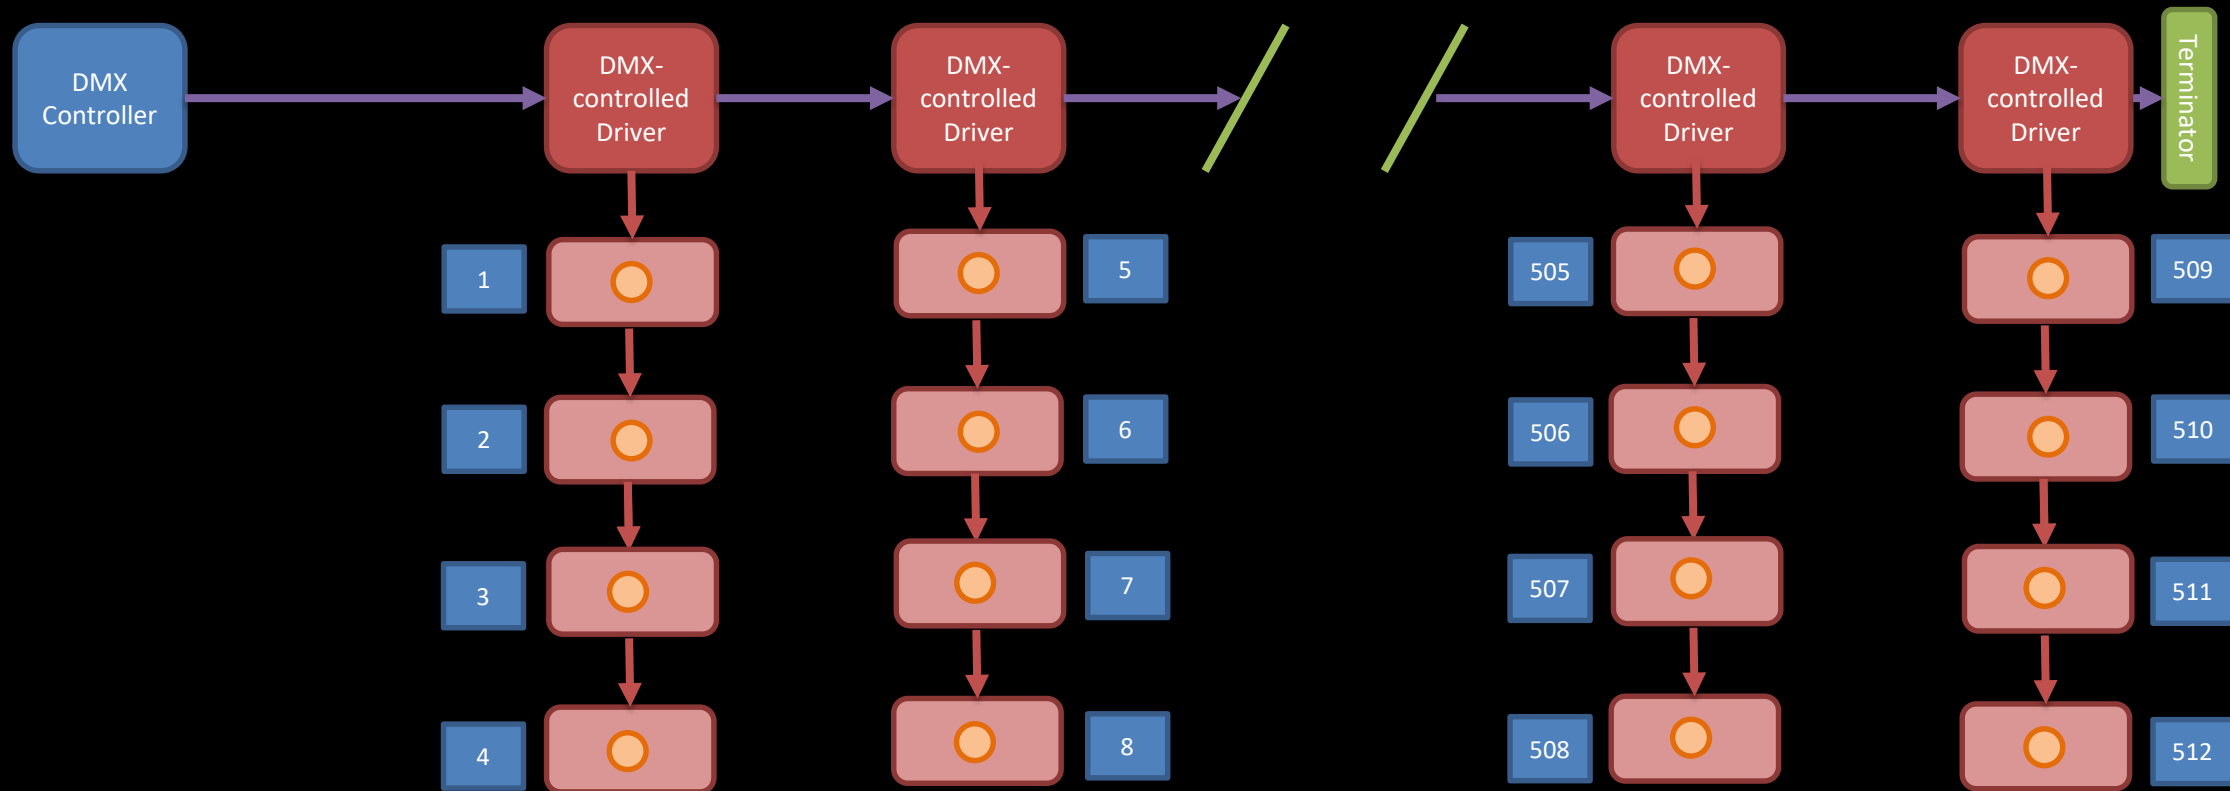 DMX
Controller
DMX-
controlled
Driver
DMX-
controlled
Driver
DMX-
controlled
Driver
DMX-
controlled
Driver
Terminator
1
5
505
509
2
6
506
510
3
7
507
511
4
8
508
512